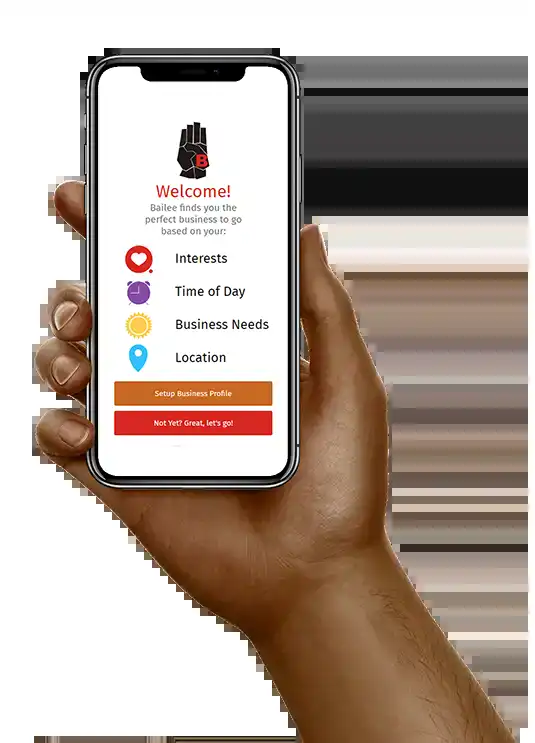 B
Welcome!
Bailee finds you the
perfect business to go
based on your:
Interests
Time of Day
Business Needs
Location
Setup Business Profile
Not Yet? Great, let's go!